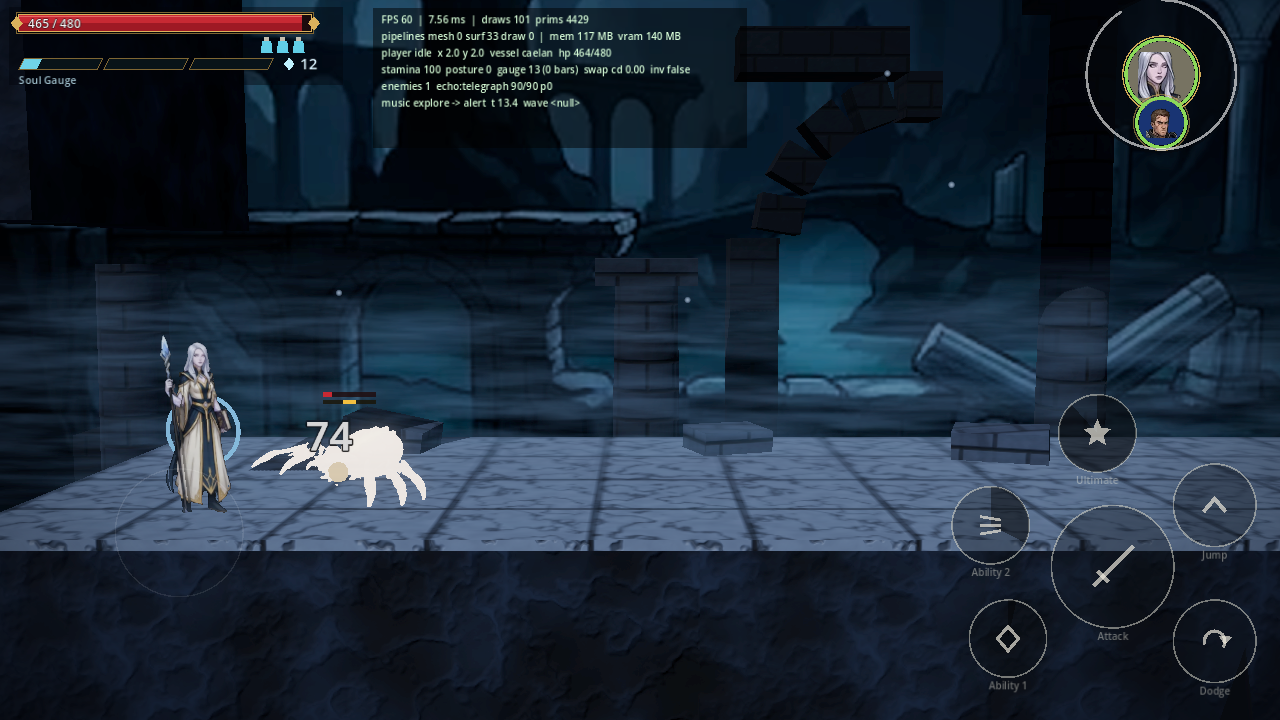 465 / 480
12
Soul Gauge
FPS 60 | 7.56 ms | draws 101 prims 4429
pipelines mesh 0 surf 33 draw 0 | mem 117 MB vram 140 MB
player idle x 2.0 y 2.0 vessel caelan hp 464/480
stamina 100 posture 0 gauge 13 (0 bars) swap cd 0.00 inv false
enemies 1 echo:telegraph 90/90 p0
music explore -> alert t 13.4 wave <null>
74
Ultimate
Jump
Ability 2
Attack
Ability 1
Dodge